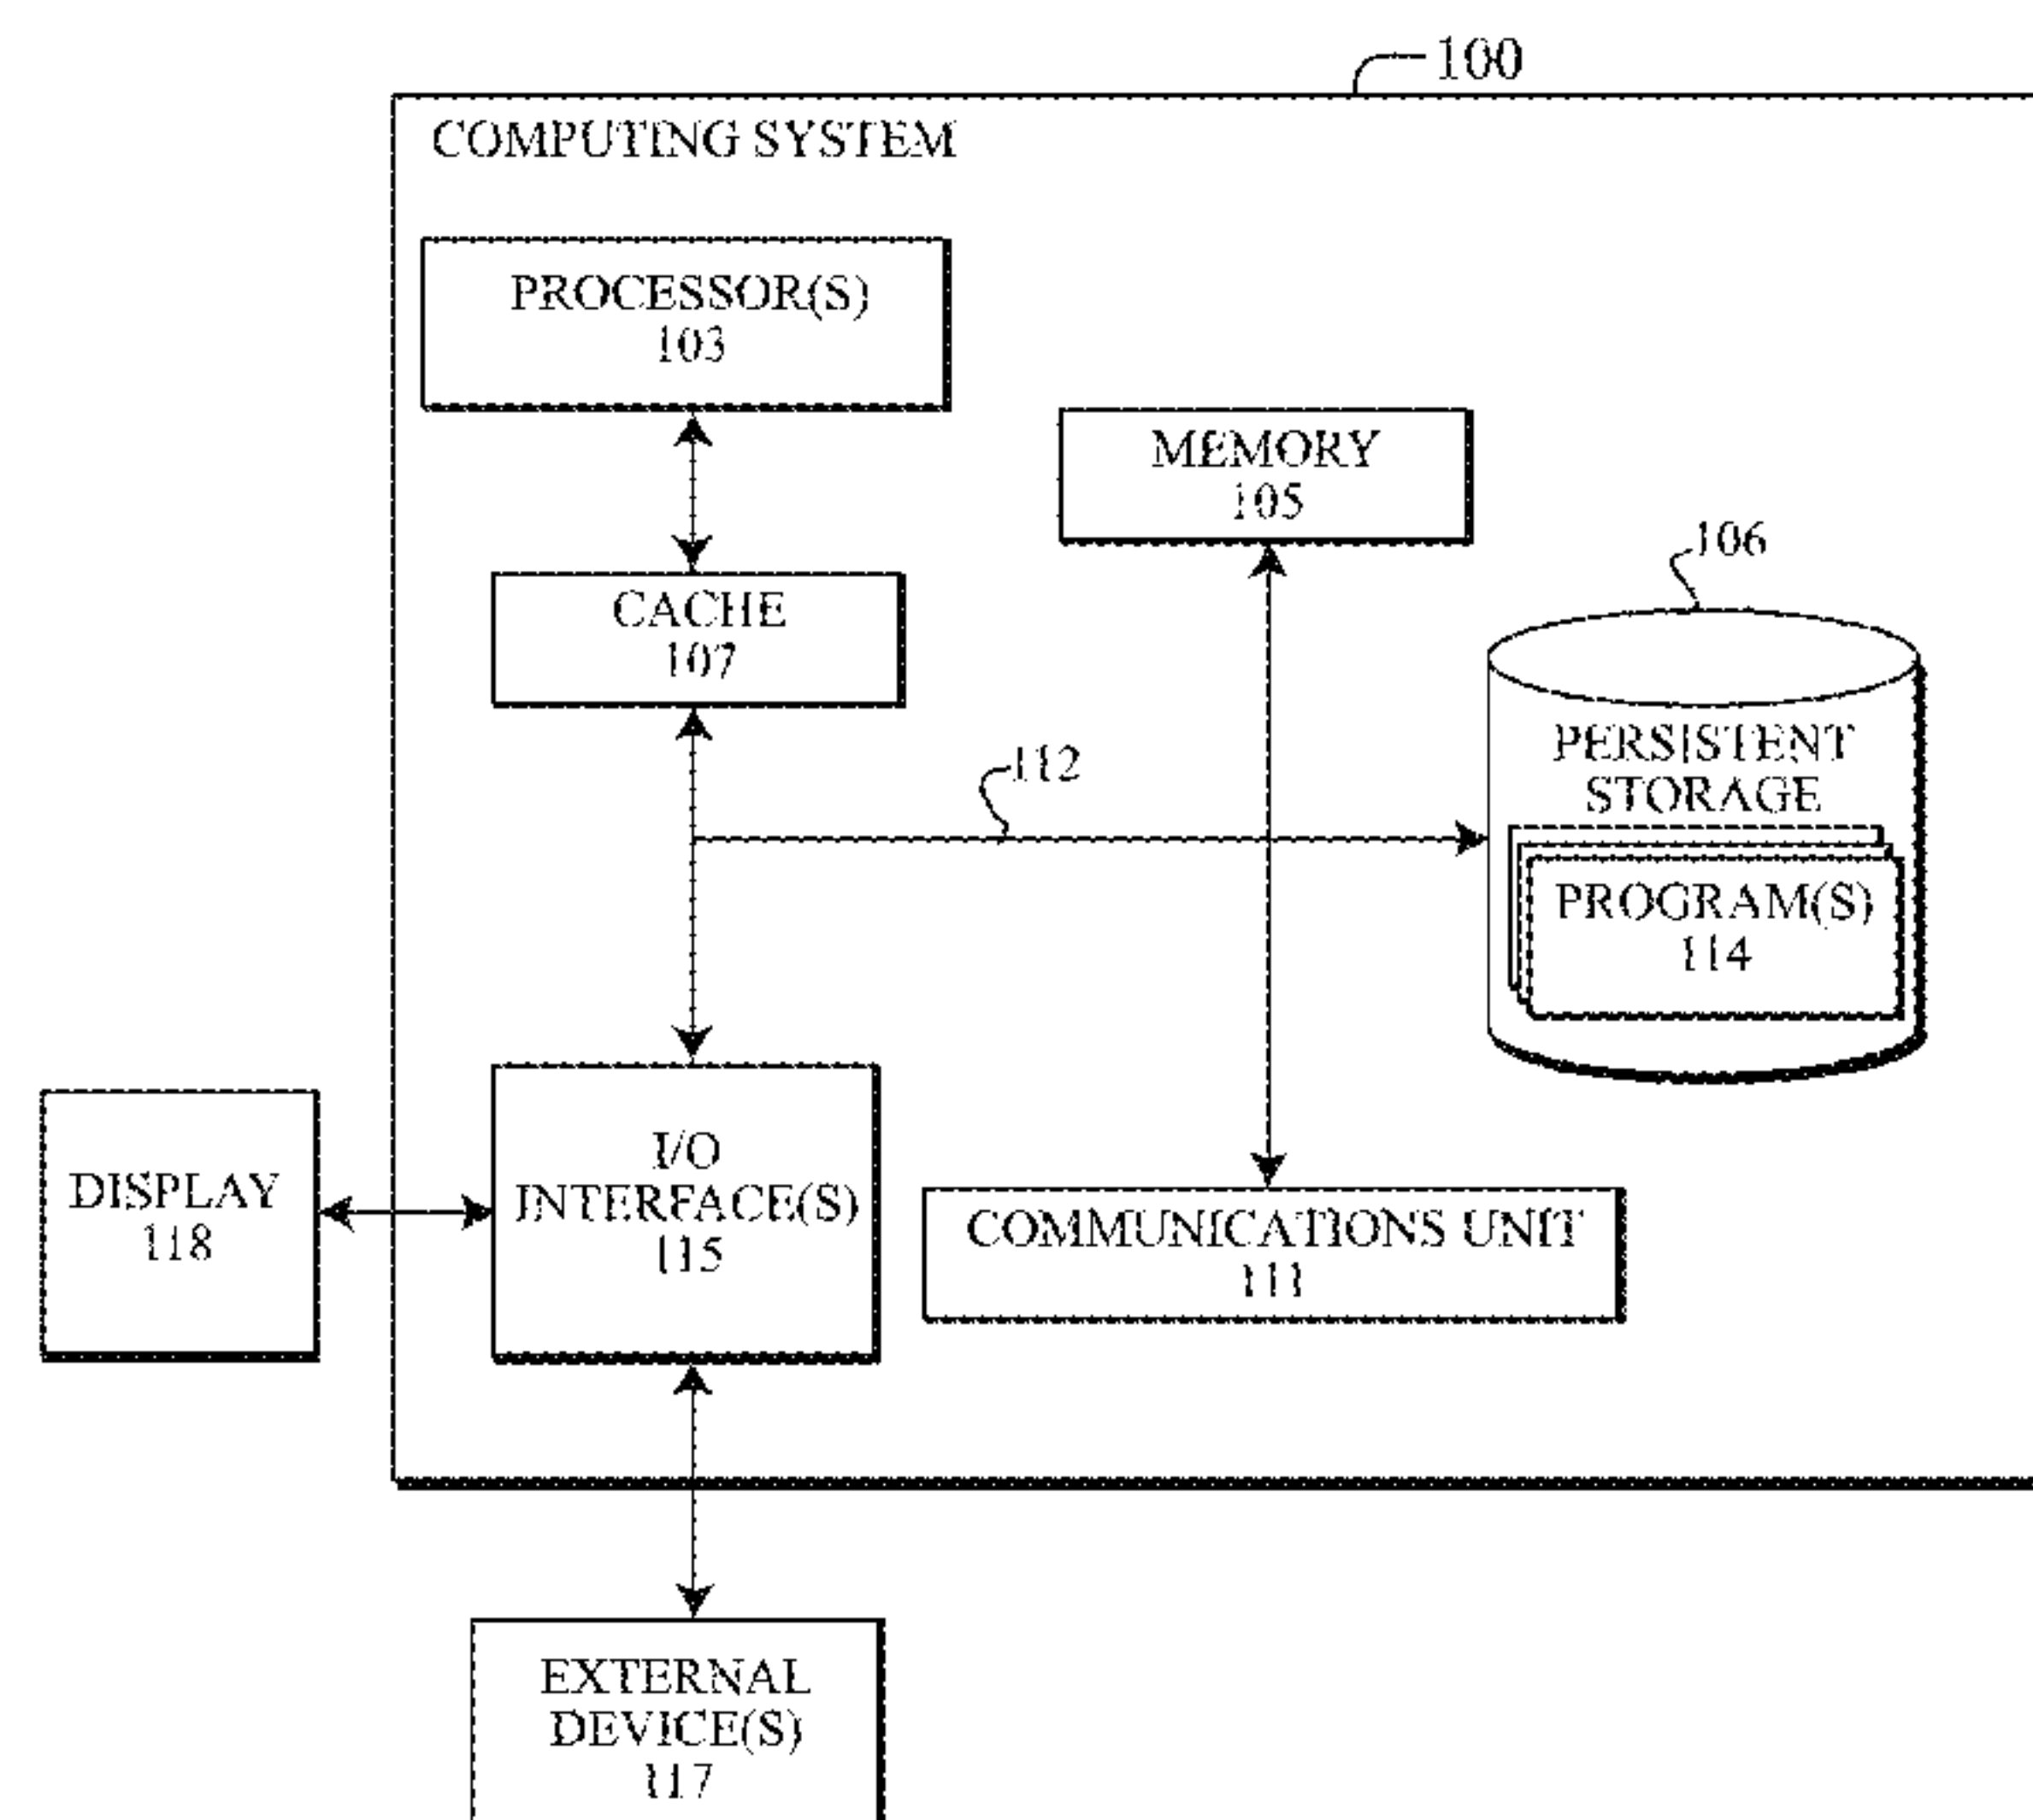 100
COMPUTING SYSTEM
PROCESSOR(S)
103
MEMORY
105
106
CACHE
107
112
PERSISTENT
STORAGE
PROGRAM(S)
114
I/O
INTERFACE(S)
115
DISPLAY
118
COMMUNICATIONS UNIT
111
EXTERNAL
DEVICE(S)
117